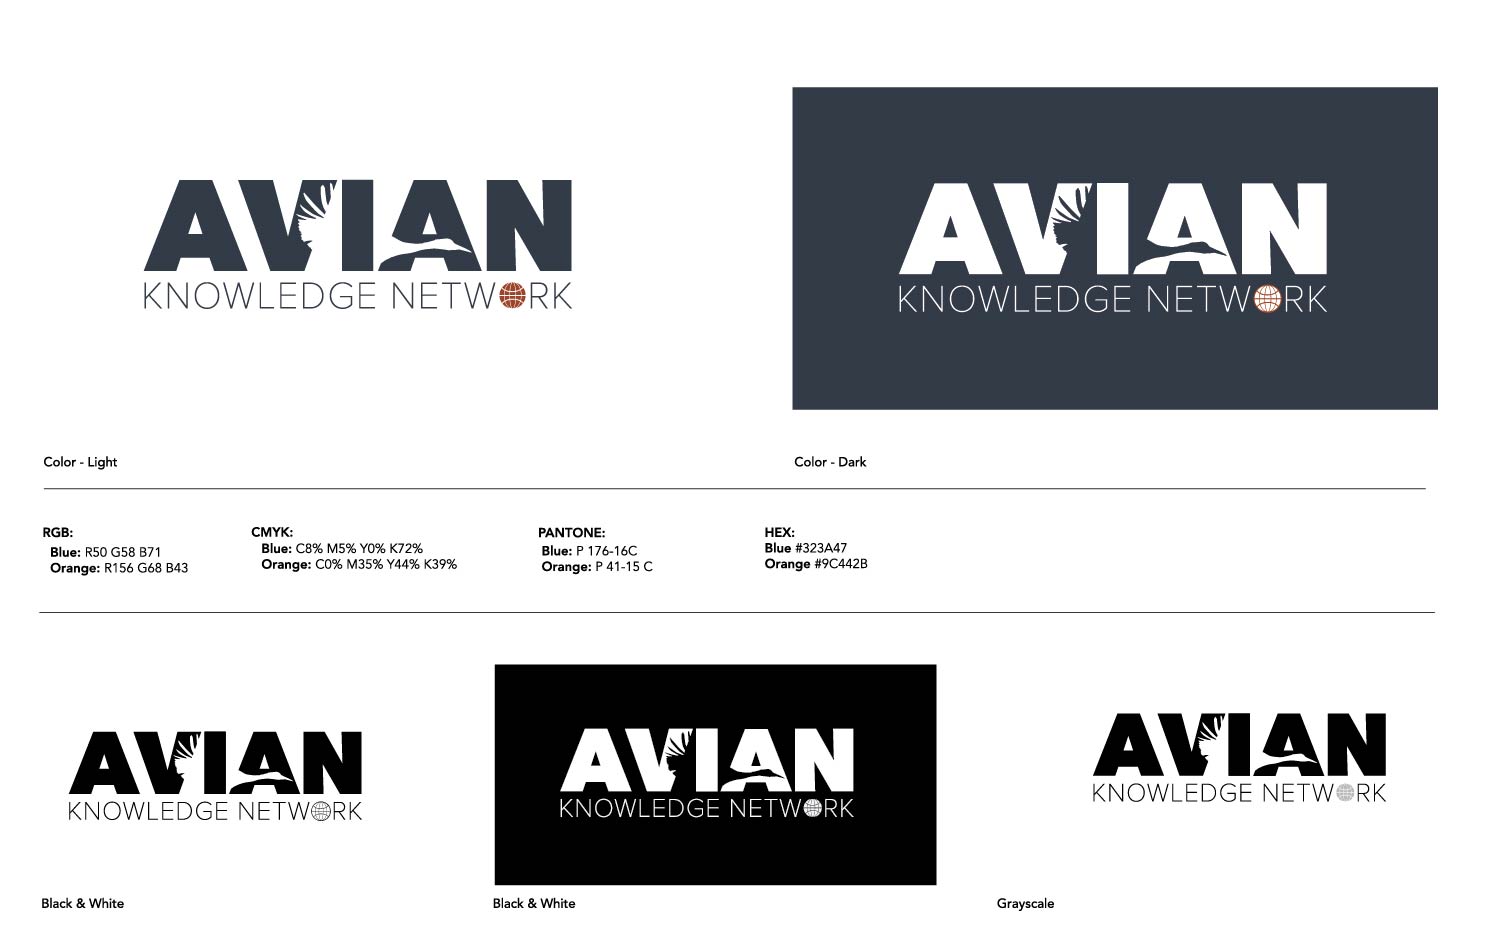 AVIAN
KNOWLEDGE NETWORK
AVIAN
KNOWLEDGE NETWORK
Color - Light
Color - Dark
RGB:
Blue: R50 G58 B71
Orange: R156 G68 B43
CMYK:
Blue: C8% M5% Y0% K72%
Orange: C0% M35% Y44% K39%
PANTONE:
Blue: P 176-16C
Orange: P 41-15 C
HEX:
Blue #323A47
Orange #9C442B
AVIAN
KNOWLEDGE NETWORK
AVIAN
KNOWLEDGE NETWORK
AVIAN
KNOWLEDGE NETWORK
Black & White
Black & White
Grayscale